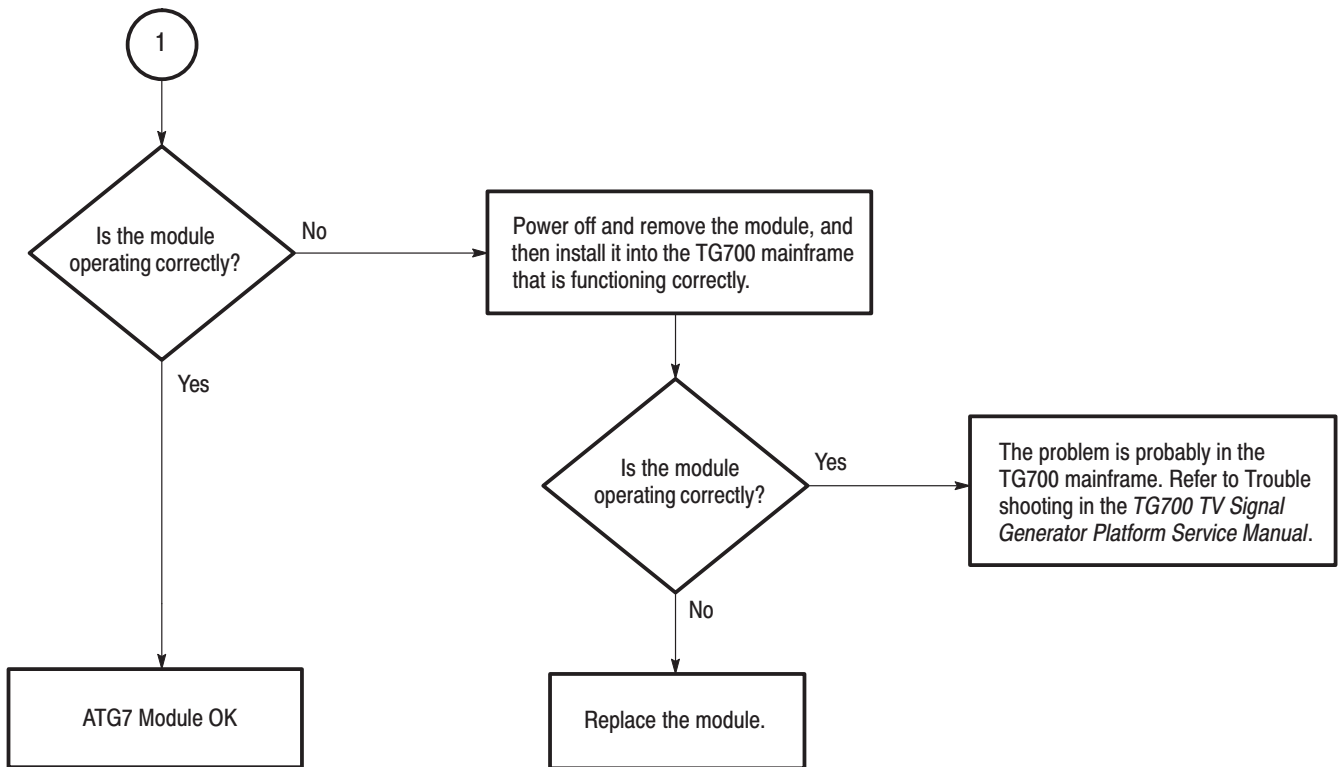 1
Is the module
operating correctly?
No
Power off and remove the module, and
then install it into the TG700 mainframe
that is functioning correctly.
Yes
Is the module
operating correctly?
Yes
The problem is probably in the
TG700 mainframe. Refer to Trouble
shooting in the TG700 TV Signal
Generator Platform Service Manual.
No
ATG7 Module OK
Replace the module.